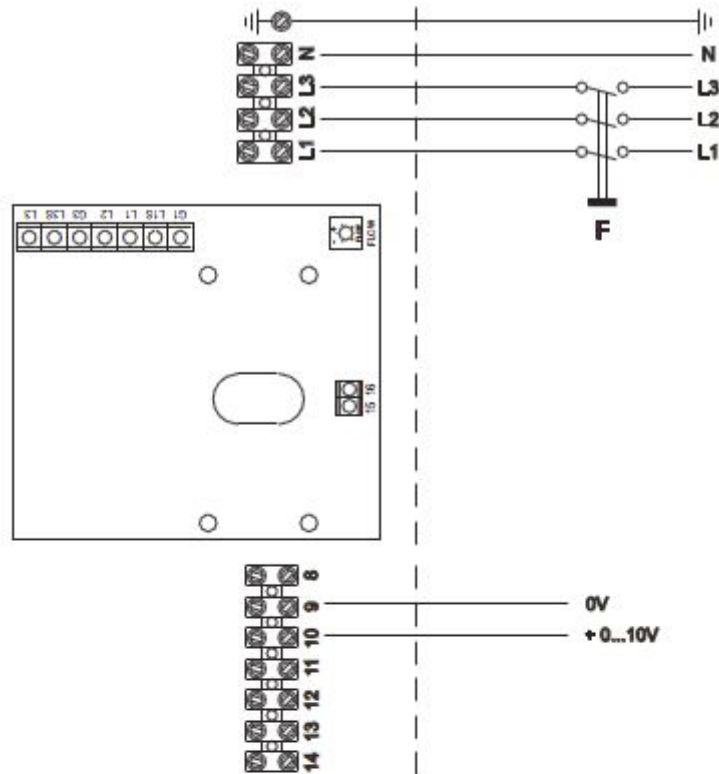 N
L3
L2
L1
N
L3
L2
L1
F
L3 L3S G3 L2 L1 L1S G1
FLOW
- +
16
15
8
9
10
11
12
13
14
0V
+ 0...10V